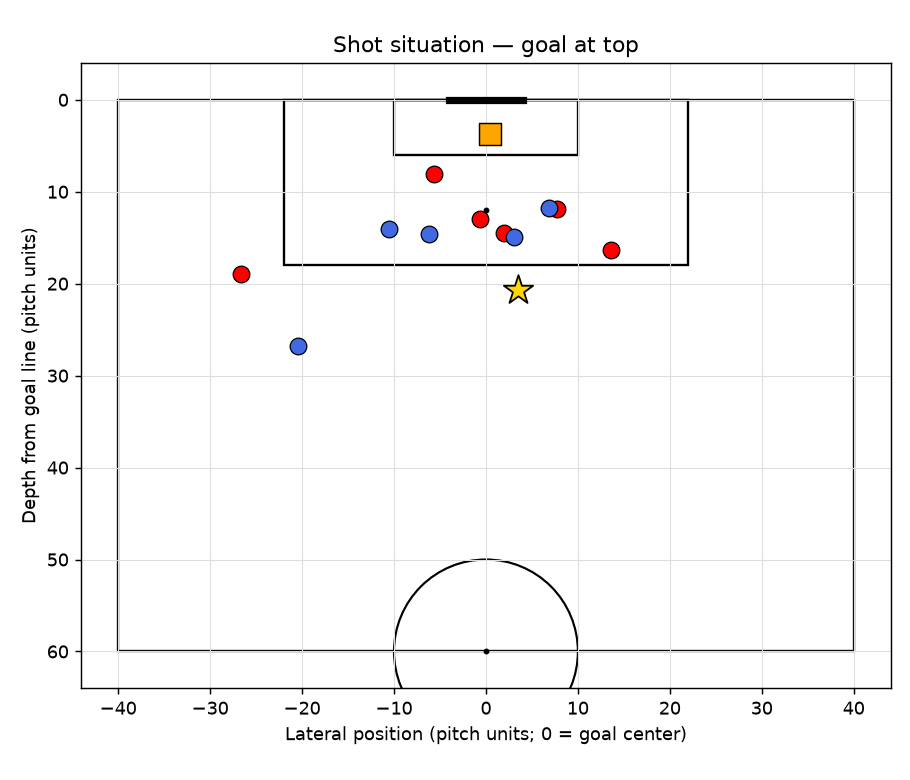 Shot situation — goal at top
Depth from goal line (pitch units)
0
10
20
30
40
50
60
−40 −30 −20 −10 0 10 20 30 40
Lateral position (pitch units; 0 = goal center)